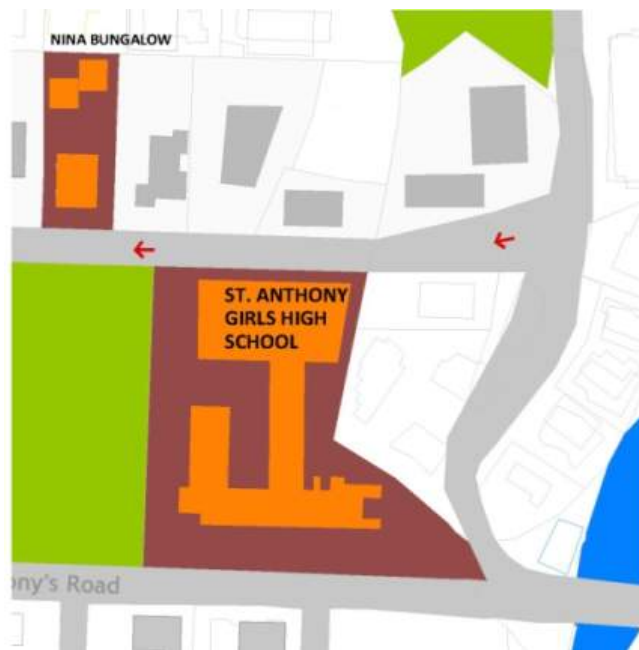 NINA BUNGALOW
ST. ANTHONY
GIRLS HIGH
SCHOOL
ony's Road